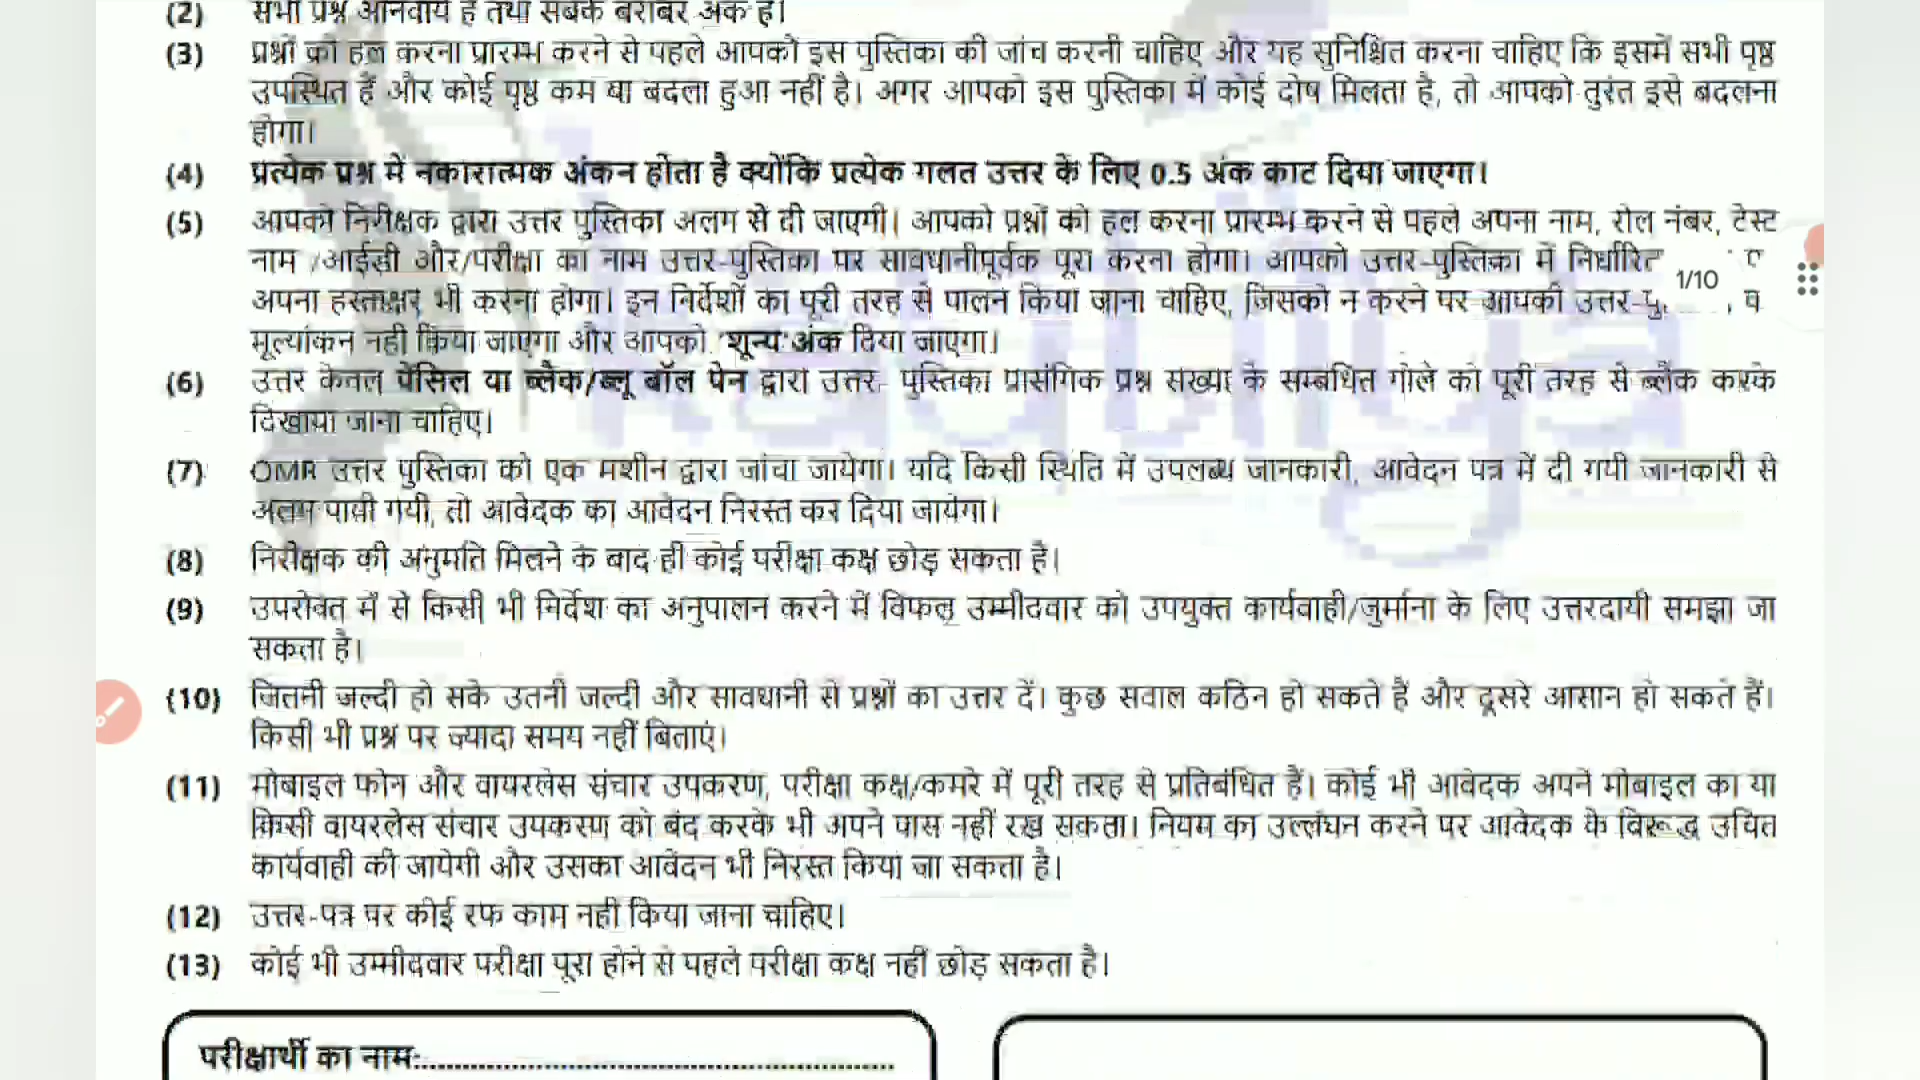 (2) सभी प्रश्न अनिवार्य हैं तथा सबके बराबर अंक हैं।
(3) प्रश्नों को हल करना प्रारम्भ करने से पहले आपको इस पुस्तिका की जांच करनी चाहिए और यह सुनिश्चित करना चाहिए कि इसमें सभी पृष्ठ
उपस्थित हैं और कोई पृष्ठ कम या बदला हुआ नहीं है। अगर आपको इस पुस्तिका में कोई दोष मिलता है, तो आपको तुरंत इसे बदलना
होगा।
(4) प्रत्येक प्रश्न में नकारात्मक अंकन होता है क्योंकि प्रत्येक गलत उत्तर के लिए 0.5 अंक काट दिया जाएगा।
(5) आपको निरीक्षक द्वारा उत्तर पुस्तिका अलग से दी जाएगी। आपको प्रश्नों को हल करना प्रारम्भ करने से पहले अपना नाम, रोल नंबर, टेस्ट
नाम /आईडी और/परीक्षा का नाम उत्तर-पुस्तिका पर सावधानीपूर्वक पूरा करना होगा। आपको उत्तर-पुस्तिका में निर्धारित
1/10
अपना हस्ताक्षर भी करना होगा। इन निर्देशों का पूरी तरह से पालन किया जाना चाहिए, जिसको न करने पर आपकी
मूल्यांकन नहीं किया जाएगा और आपको 'शून्य' अंक दिया जाएगा।
(6) उत्तर केवल पेंसिल या ब्लैक/ब्लू बॉल पेन द्वारा उत्तर- पुस्तिका प्रासंगिक प्रश्न संख्या के सम्बधित गोले को पूरी तरह से ब्लैक करके
दिखाया जाना चाहिए।
(7) OMR उत्तर पुस्तिका को एक मशीन द्वारा जांचा जायेगा। यदि किसी स्थिति में उपलब्ध जानकारी, आवेदन पत्र में दी गयी जानकारी से
अलग पायी गयी, तो आवेदक का आवेदन निरस्त कर दिया जायेगा।
(8) निरीक्षक की अनुमति मिलने के बाद ही कोई परीक्षा कक्ष छोड़ सकता है।
(9) उपरोक्त में से किसी भी निर्देश का अनुपालन करने में विफल उम्मीदवार को उपयुक्त कार्यवाही/जुर्माना के लिए उत्तरदायी समझा जा
सकता है।
(10) जितनी जल्दी हो सके उतनी जल्दी और सावधानी से प्रश्नों का उत्तर दें। कुछ सवाल कठिन हो सकते हैं और दूसरे आसान हो सकते हैं।
किसी भी प्रश्न पर ज्यादा समय नहीं बिताएं।
(11) मोबाइल फोन और वायरलेस संचार उपकरण, परीक्षा कक्ष/कमरे में पूरी तरह से प्रतिबंधित हैं। कोई भी आवेदक अपने मोबाइल का या
किसी वायरलेस संचार उपकरण को बंद करके भी अपने पास नहीं रख सकता। नियम का उल्लंघन करने पर आवेदक के विरूद्ध उचित
कार्यवाही की जायेगी और उसका आवेदन भी निरस्त किया जा सकता है।
(12) उत्तर-पत्र पर कोई रफ काम नहीं किया जाना चाहिए।
(13) कोई भी उम्मीदवार परीक्षा पूरा होने से पहले परीक्षा कक्ष नहीं छोड़ सकता है।
परीक्षार्थी का नाम:......................................................